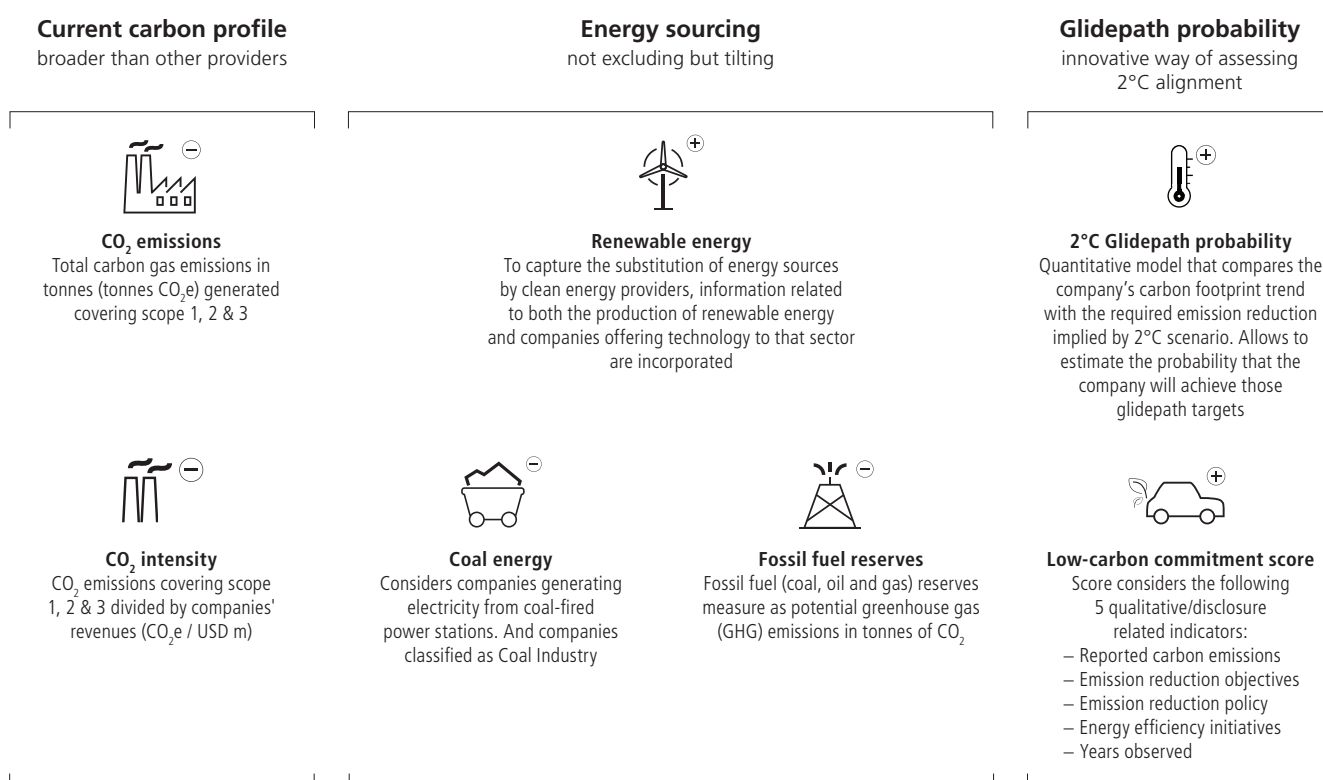 Current carbon profile
broader than other providers
Energy sourcing
not excluding but tilting
Glidepath probability
innovative way of assessing
2°C alignment
CO₂ emissions
Total carbon gas emissions in
tonnes (tonnes CO₂e) generated
covering scope 1, 2 & 3
Renewable energy
To capture the substitution of energy sources
by clean energy providers, information related
to both the production of renewable energy
and companies offering technology to that sector
are incorporated
2°C Glidepath probability
Quantitative model that compares the
company’s carbon footprint trend
with the required emission reduction
implied by 2°C scenario. Allows to
estimate the probability that the
company will achieve those
glidepath targets
CO₂ intensity
CO₂ emissions covering scope
1, 2 & 3 divided by companies'
revenues (CO₂e / USD m)
Coal energy
Considers companies generating
electricity from coal-fired
power stations. And companies
classified as Coal Industry
Fossil fuel reserves
Fossil fuel (coal, oil and gas) reserves
measure as potential greenhouse gas
(GHG) emissions in tonnes of CO₂
Low-carbon commitment score
Score considers the following
5 qualitative/disclosure
related indicators:
– Reported carbon emissions
– Emission reduction objectives
– Emission reduction policy
– Energy efficiency initiatives
– Years observed